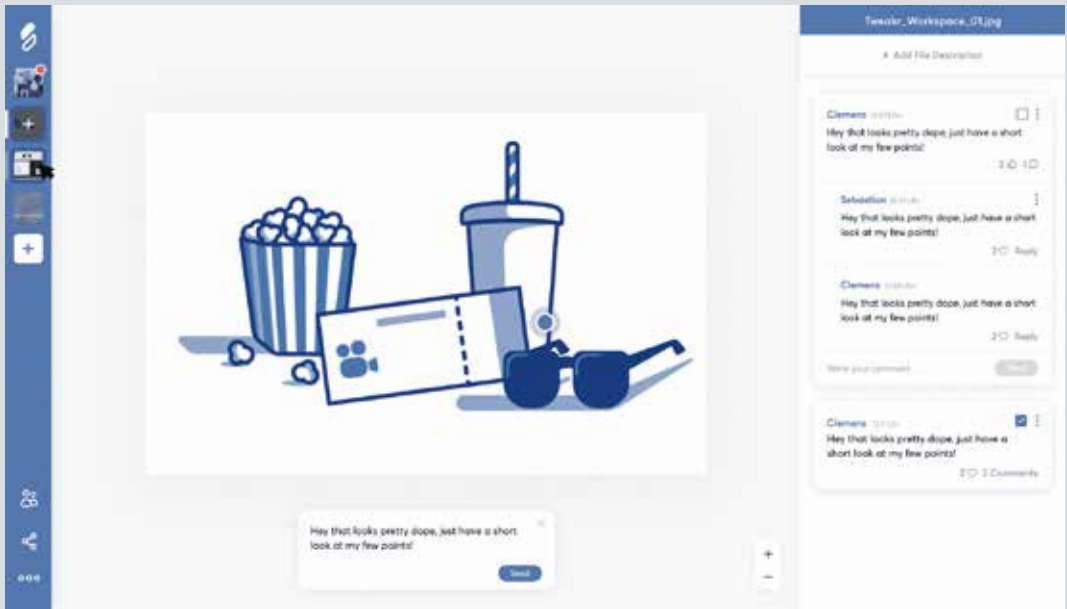 Tweakr_Workspace_01.jpg
+ Add File Description
Clemens
Hey that looks pretty dope, just have a short
look at my few points!
Sebastian
Hey that looks pretty dope, just have a short
look at my few points!
Reply
Clemens
Hey that looks pretty dope, just have a short
look at my few points!
Reply
Write your comment
Send
Clemens
Hey that looks pretty dope, just have a
short look at my few points!
2 Comments
Hey that looks pretty dope, just have a short
look at my few points!
Send